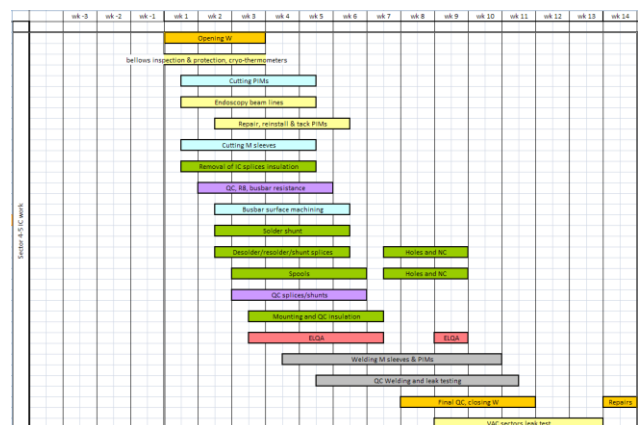 wk -3 wk -2 wk -1 wk 1 wk 2 wk 3 wk 4 wk 5 wk 6 wk 7 wk 8 wk 9 wk 10 wk 11 wk 12 wk 13 wk 14
Sector 4-5 IC work
Opening W
bellows inspection & protection, cryo-thermometers
Cutting PIMs
Endoscopy beam lines
Repair, reinstall & tack PIMs
Cutting M sleeves
Removal of IC splices insulation
QC, R8, busbar resistance
Busbar surface machining
Solder shunt
Desolder/resolder/shunt splices Holes and NC
Spools Holes and NC
QC splices/shunts
Mounting and QC insulation
ELQA ELQA
Welding M sleeves & PIMs
QC Welding and leak testing
Final QC, closing W Repairs
VAC sectors leak test